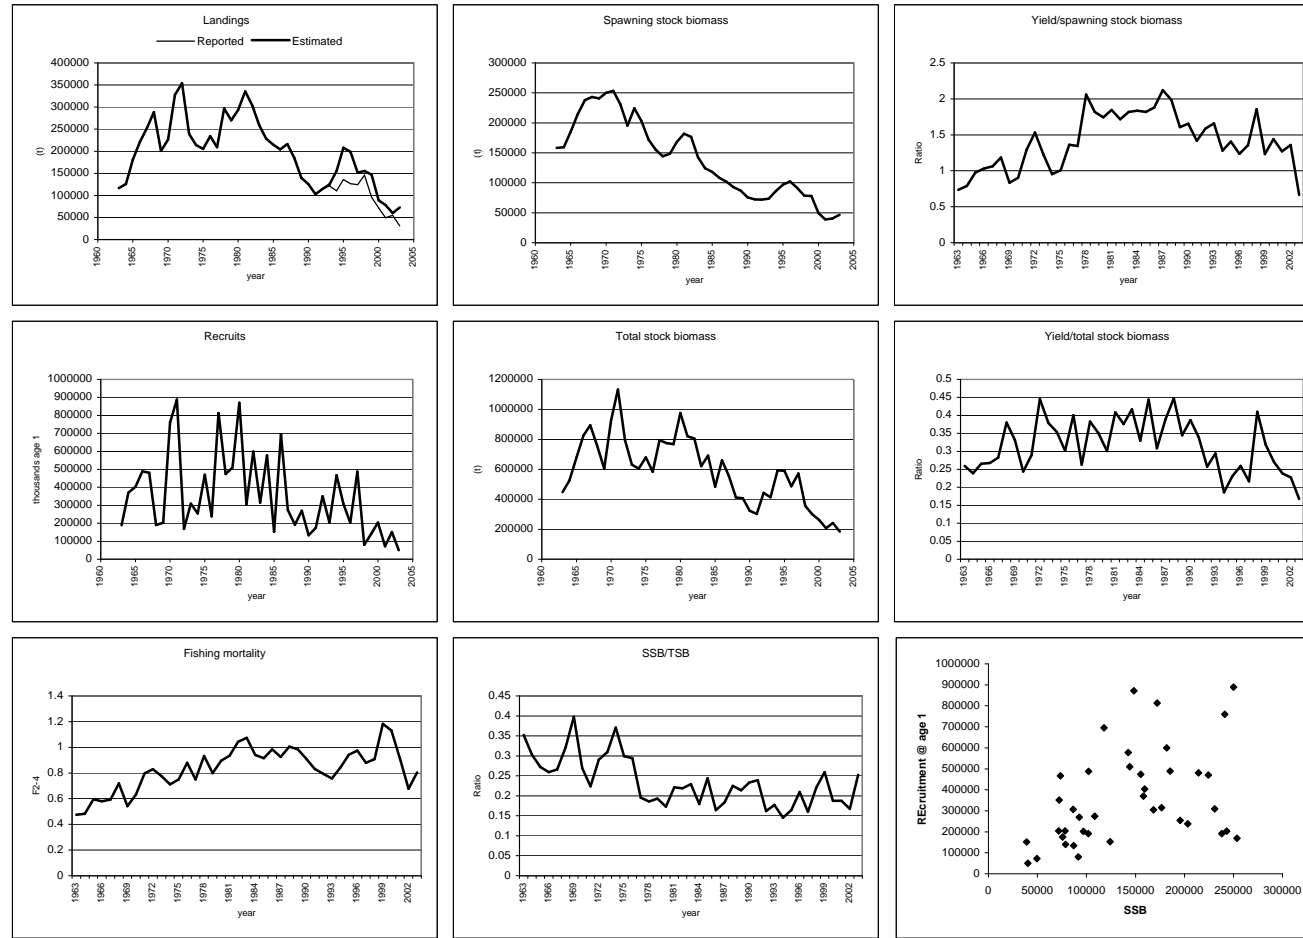 Landings
Reported Estimated
400000
350000
300000
250000
200000
150000
100000
50000
0
(t)
1960 1965 1970 1975 1980 1985 1990 1995 2000 2005
year
Spawning stock biomass
300000
250000
200000
150000
100000
50000
0
(t)
1960 1965 1970 1975 1980 1985 1990 1995 2000 2005
year
Yield/spawning stock biomass
2.5
2
1.5
1
0.5
0
Ratio
1963 1966 1969 1972 1975 1978 1981 1984 1987 1990 1993 1996 1999 2002
year
Recruits
1000000
900000
800000
700000
600000
500000
400000
300000
200000
100000
0
thousands age 1
1960 1965 1970 1975 1980 1985 1990 1995 2000 2005
year
Total stock biomass
1200000
1000000
800000
600000
400000
200000
0
(t)
1960 1965 1970 1975 1980 1985 1990 1995 2000 2005
year
Yield/total stock biomass
0.5
0.45
0.4
0.35
0.3
0.25
0.2
0.15
0.1
0.05
0
Ratio
1963 1966 1969 1972 1975 1978 1981 1984 1987 1990 1993 1996 1999 2002
year
Fishing mortality
1.4
1.2
1
0.8
0.6
0.4
0.2
0
F2-4
1963 1966 1969 1972 1975 1978 1981 1984 1987 1990 1993 1996 1999 2002
year
SSB/TSB
0.45
0.4
0.35
0.3
0.25
0.2
0.15
0.1
0.05
0
Ratio
1963 1966 1969 1972 1975 1978 1981 1984 1987 1990 1993 1996 1999 2002
year
1000000
900000
800000
700000
600000
500000
400000
300000
200000
100000
0
REcruitment @ age 1
0 50000 100000 150000 200000 250000 300000
SSB